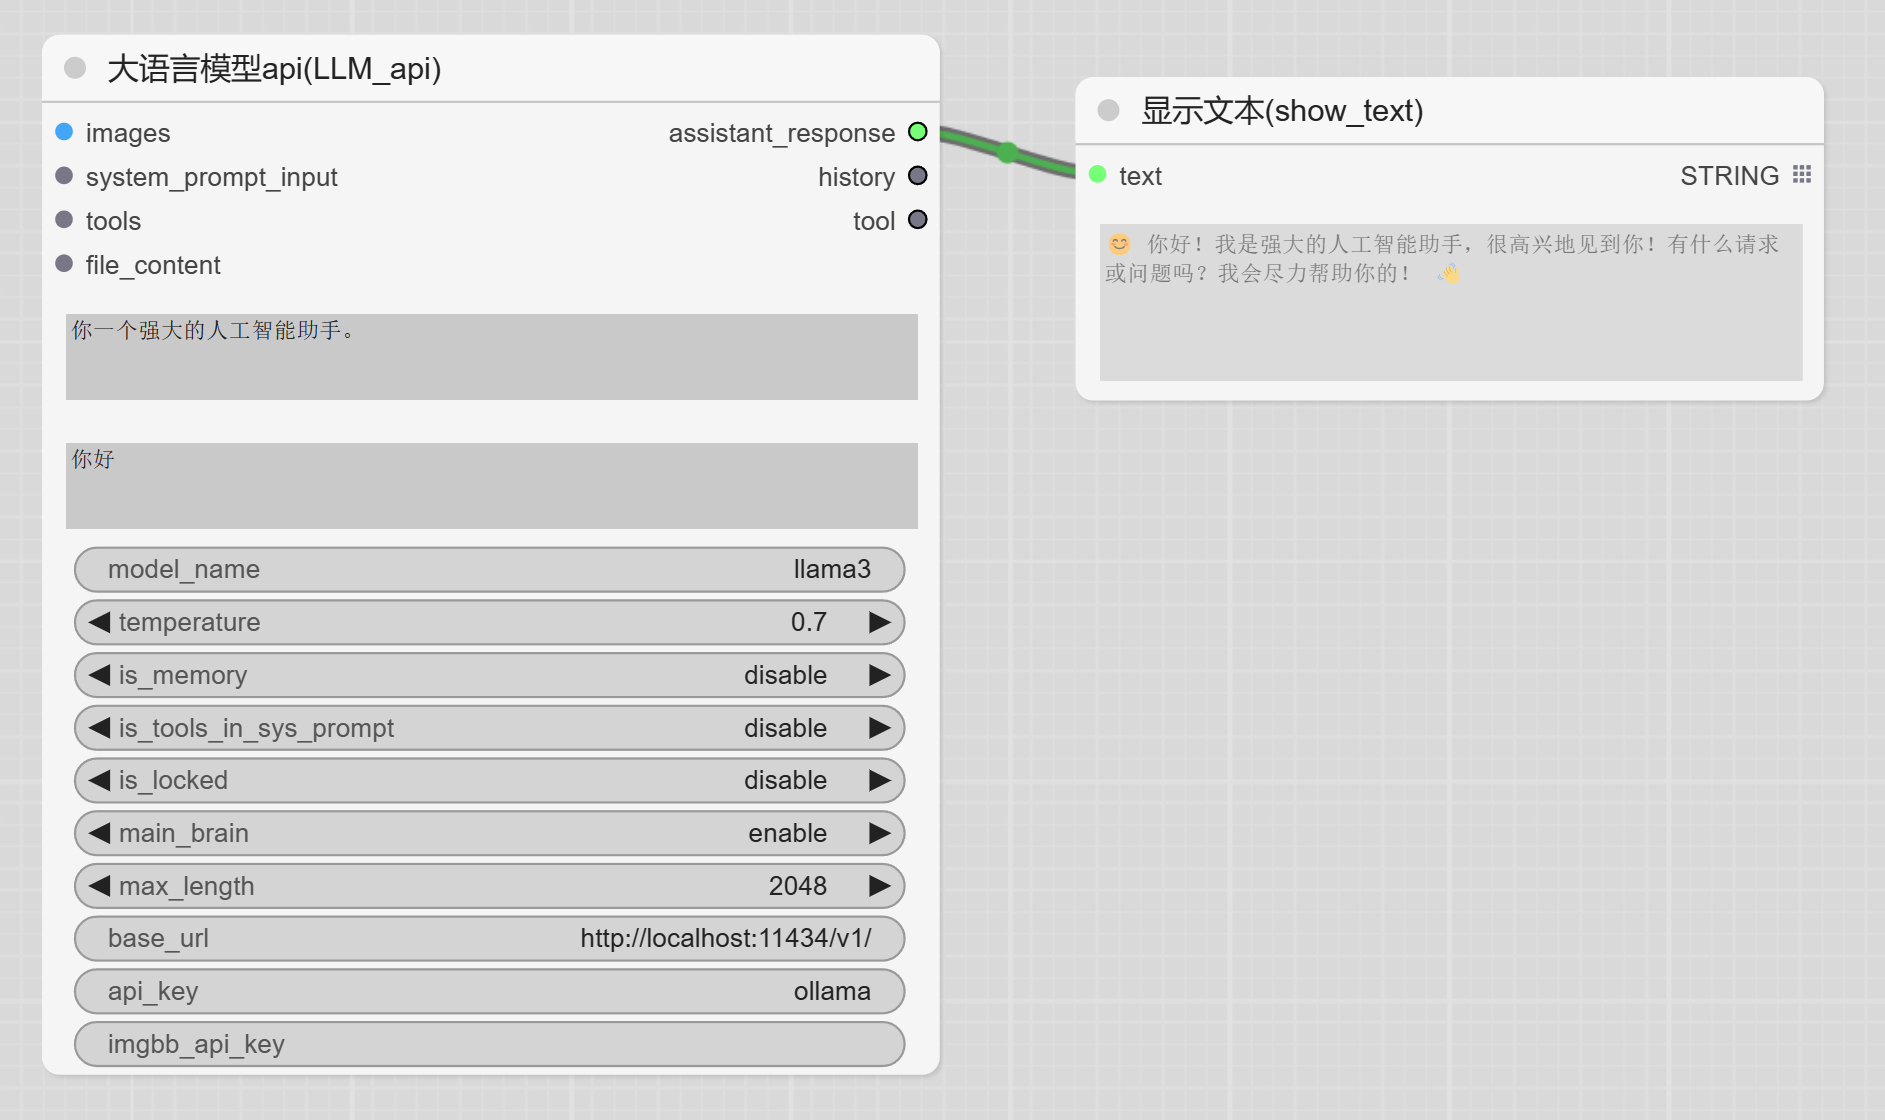 大语言模型api(LLM_api)
images
assistant_response
system_prompt_input
history
tools
tool
file_content
你一个强大的人工智能助手。
你好
model_name llama3
temperature 0.7
is_memory disable
is_tools_in_sys_prompt disable
is_locked disable
main_brain enable
max_length 2048
base_url http://localhost:11434/v1/
api_key ollama
imgbb_api_key
显示文本(show_text)
text STRING
😊 你好！我是强大的人工智能助手，很高兴地见到你！有什么请求
或问题吗？我会尽力帮助你的！ 👋